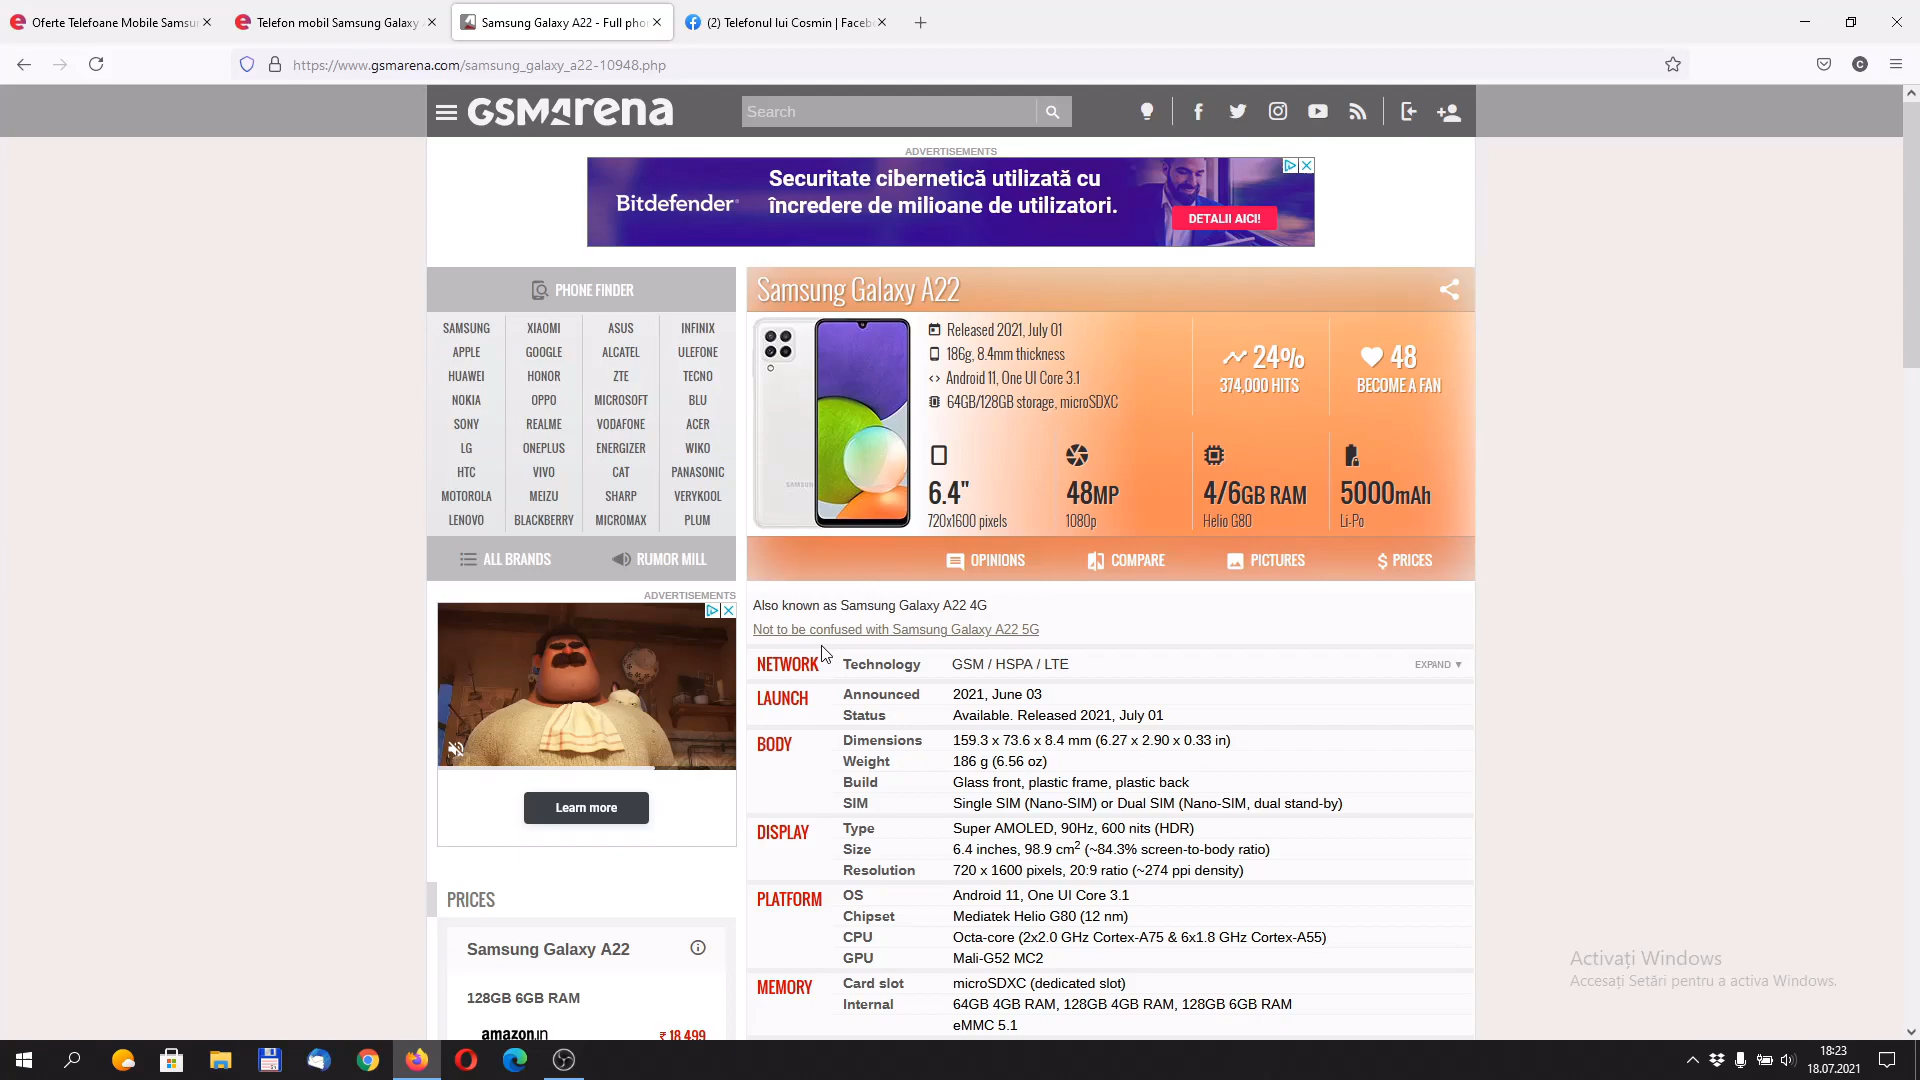 Oferte Telefoane Mobile Samsu
Telefon mobil Samsung Galaxy
Samsung Galaxy A22 - Full pho
(2) Telefonul lui Cosmin | Faceb
https://www.gsmarena.com/samsung_galaxy_a22-10948.php
GSMArena
Search
ADVERTISEMENTS
Bitdefender
Securitate cibernetică utilizată cu
încredere de milioane de utilizatori.
DETALII AICI!
PHONE FINDER
SAMSUNG XIAOMI ASUS INFINIX
APPLE GOOGLE ALCATEL ULEFONE
HUAWEI HONOR ZTE TECNO
NOKIA OPPO MICROSOFT BLU
SONY REALME VODAFONE ACER
LG ONEPLUS ENERGIZER WIKO
HTC VIVO CAT PANASONIC
MOTOROLA MEIZU SHARP VERYKOOL
LENOVO BLACKBERRY MICROMAX PLUM
ALL BRANDS RUMOR MILL
Samsung Galaxy A22
Released 2021, July 01
186g, 8.4mm thickness
Android 11, One UI Core 3.1
64GB/128GB storage, microSDXC
24%
374,000 HITS
48
BECOME A FAN
6.4"
720x1600 pixels
48MP
1080p
4/6GB RAM
Helio G80
5000mAh
Li-Po
SAMSUNG
OPINIONS COMPARE PICTURES $ PRICES
ADVERTISEMENTS
Learn more
PRICES
Samsung Galaxy A22
128GB 6GB RAM
amazon.in ₹ 18,499
Also known as Samsung Galaxy A22 4G
Not to be confused with Samsung Galaxy A22 5G
NETWORK Technology GSM / HSPA / LTE EXPAND ▼
LAUNCH Announced 2021, June 03
Status Available. Released 2021, July 01
BODY Dimensions 159.3 x 73.6 x 8.4 mm (6.27 x 2.90 x 0.33 in)
Weight 186 g (6.56 oz)
Build Glass front, plastic frame, plastic back
SIM Single SIM (Nano-SIM) or Dual SIM (Nano-SIM, dual stand-by)
DISPLAY Type Super AMOLED, 90Hz, 600 nits (HDR)
Size 6.4 inches, 98.9 cm2 (~84.3% screen-to-body ratio)
Resolution 720 x 1600 pixels, 20:9 ratio (~274 ppi density)
PLATFORM OS Android 11, One UI Core 3.1
Chipset Mediatek Helio G80 (12 nm)
CPU Octa-core (2x2.0 GHz Cortex-A75 & 6x1.8 GHz Cortex-A55)
GPU Mali-G52 MC2
MEMORY Card slot microSDXC (dedicated slot)
Internal 64GB 4GB RAM, 128GB 4GB RAM, 128GB 6GB RAM
eMMC 5.1
Activați Windows
Accesați Setări pentru a activa Windows.
18:23
18.07.2021